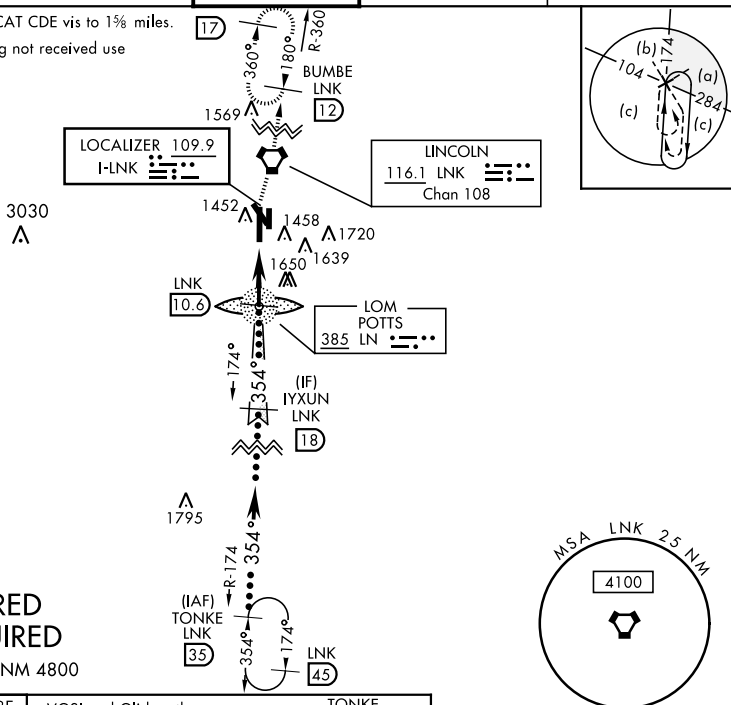 CAT CDE vis to 1⅝ miles.
g not received use
17
360°
180°
R-360
BUMBE
LNK
12
1569
LOCALIZER 109.9
I-LNK
LINCOLN
116.1 LNK
Chan 108
(b)
174
104
(a)
284
(c)
(c)
3030
1452
1458
1720
1639
1650
LNK
10.6
LOM
POTTS
385 LN
174°
354°
(IF)
IYXUN
LNK
18
1795
354°
R-174
(IAF)
TONKE
LNK
35
354°
174°
LNK
45
MSA LNK 25 NM
4100
RED
UIRED
NM 4800
TONKE